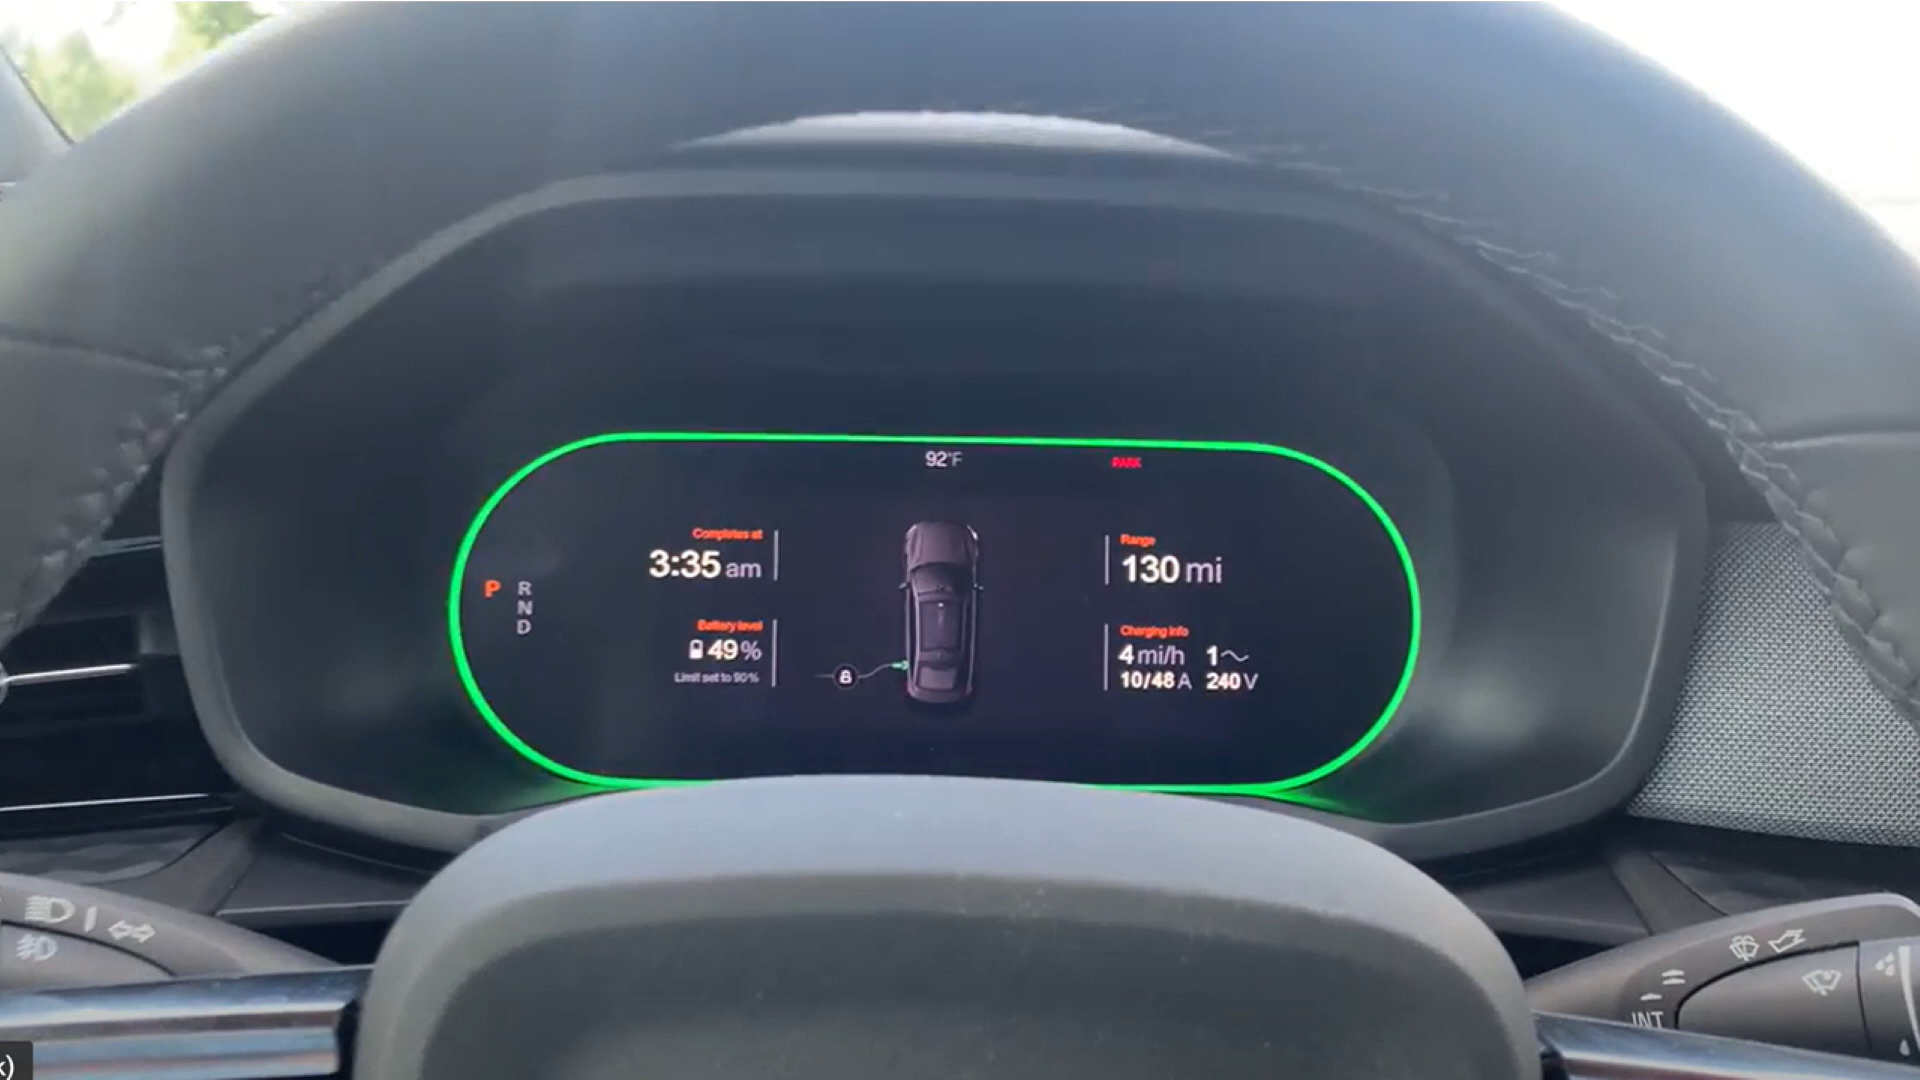 92°F
PARK
Completes at
3:35 am
Range
130 mi
P R
N
D
Battery level
49%
Limit set to 90%
Charging info
4 mi/h 1~
10/48 A 240 V
INT